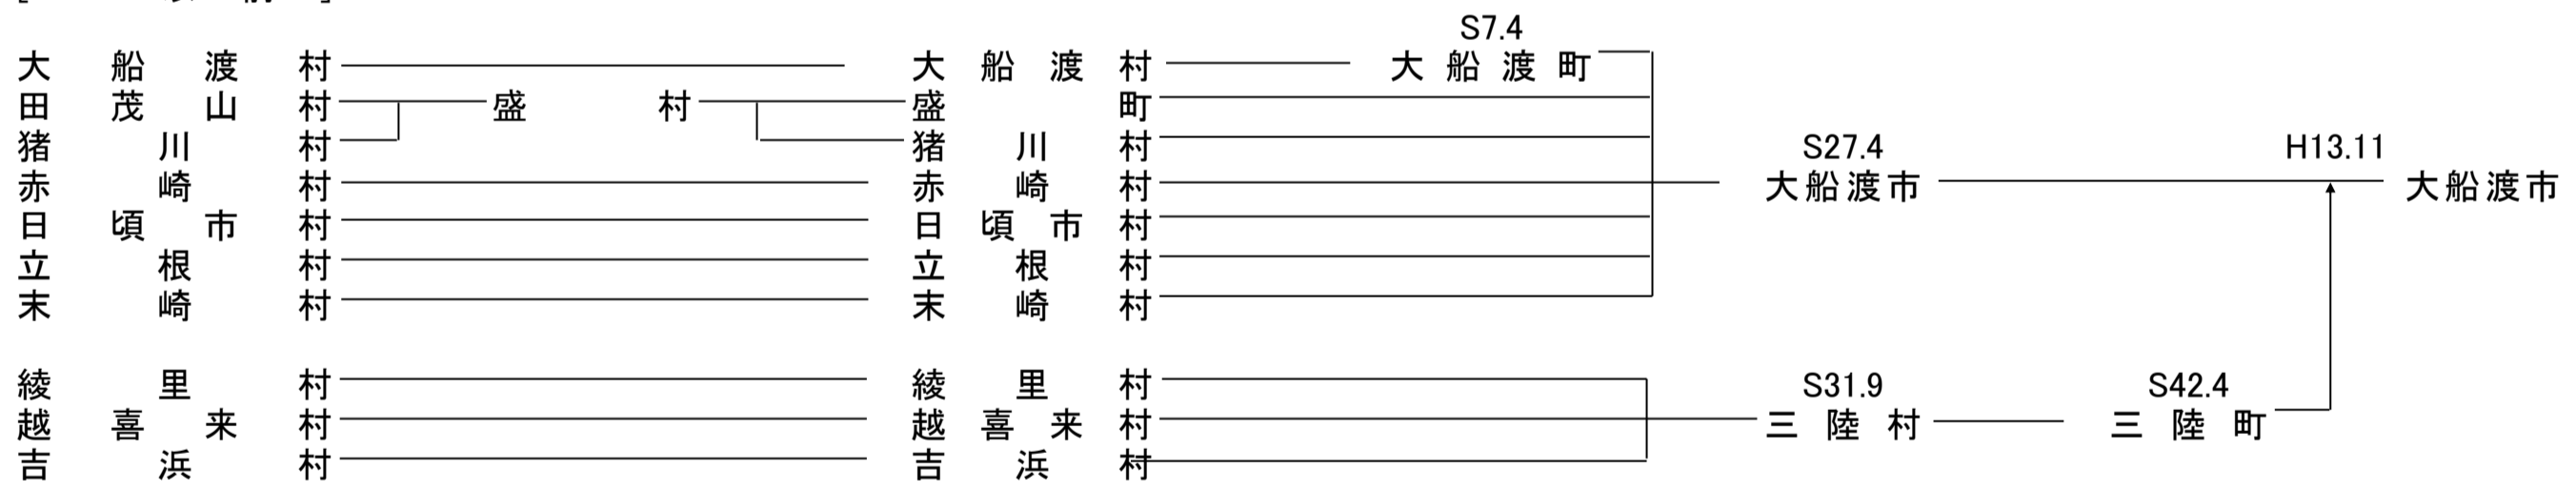 S7.4
大船渡村 大船渡村 大船渡町
田茂山村 盛村 盛町
猪川村 猪川村 S27.4 H13.11
赤崎村 赤崎村 大船渡市 大船渡市
日頃市村 日頃市村
立根村 立根村
末崎村 末崎村
綾里村 綾里村 S31.9 S42.4
越喜来村 越喜来村 三陸村 三陸町
吉浜村 吉浜村